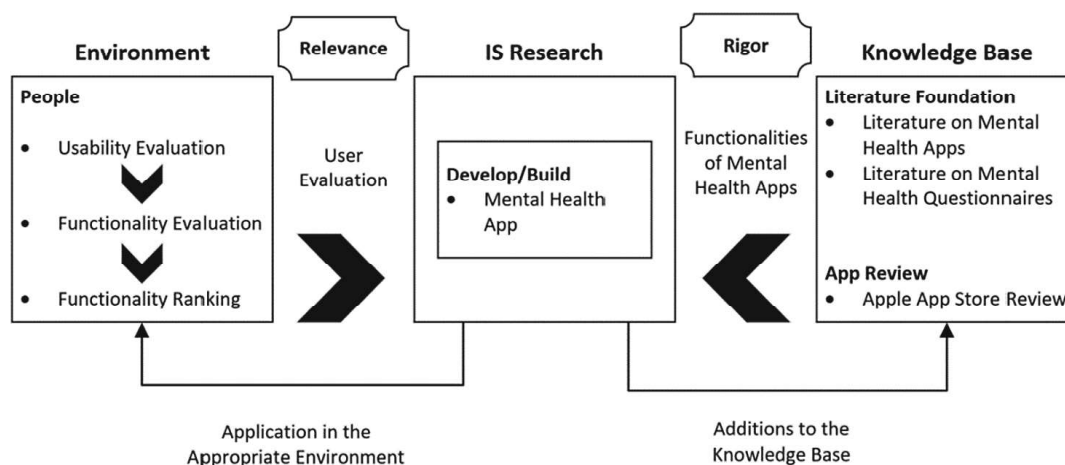 Environment
Relevance
IS Research
Rigor
Knowledge Base
People
• Usability Evaluation
• Functionality Evaluation
• Functionality Ranking
User
Evaluation
Develop/Build
• Mental Health
App
Functionalities
of Mental
Health Apps
Literature Foundation
• Literature on Mental
Health Apps
• Literature on Mental
Health Questionnaires
App Review
• Apple App Store Review
Application in the
Appropriate Environment
Additions to the
Knowledge Base